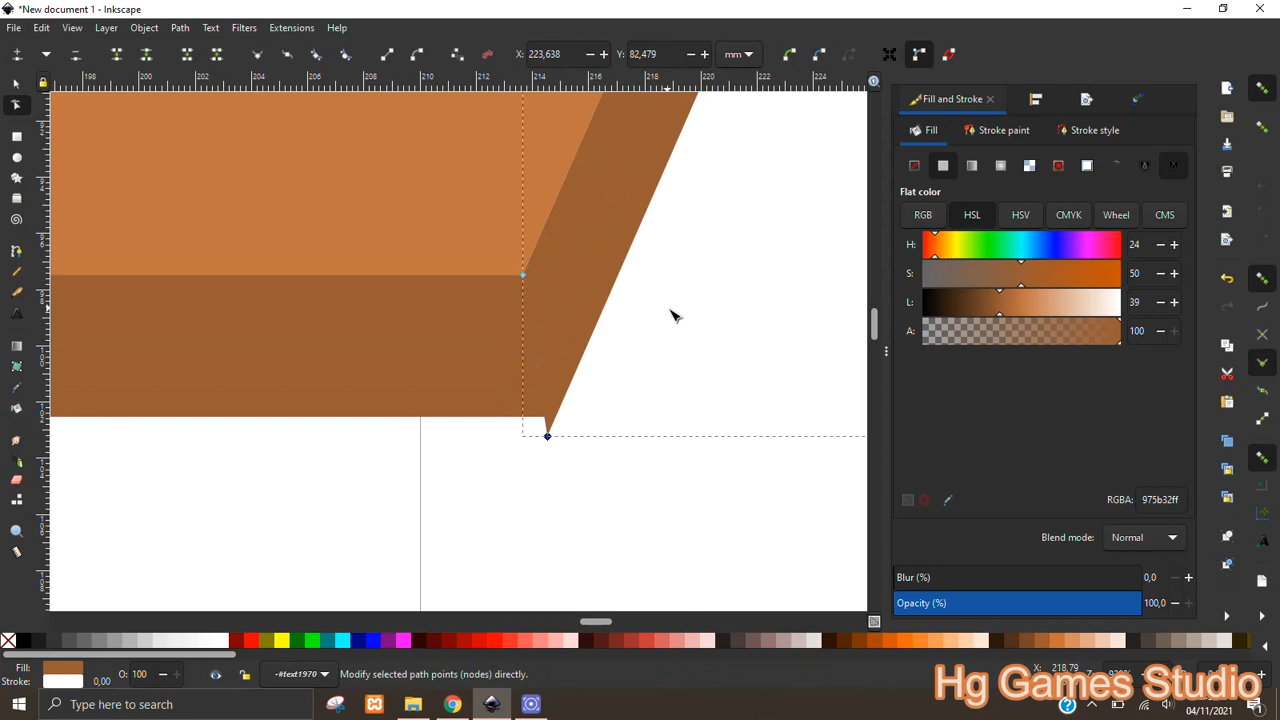 *New document 1 - Inkscape
File Edit View Layer Object Path Text Filters Extensions Help
X: 223,638 Y: 82,479 mm
198 200 202 204 206 208 210 212 214 216 218 220 222 224
Fill and Stroke
Fill Stroke paint Stroke style
Flat color
RGB HSL HSV CMYK Wheel CMS
H: 24
S: 50
L: 39
A: 100
RGBA: 975b32ff
Blend mode: Normal
Blur (%) 0,0
Opacity (%) 100,0
Fill:
Stroke: 0,00 O: 100 -#text1970 Modify selected path points (nodes) directly. X: 218,79
Hg Games Studio
Type here to search
04/11/2021